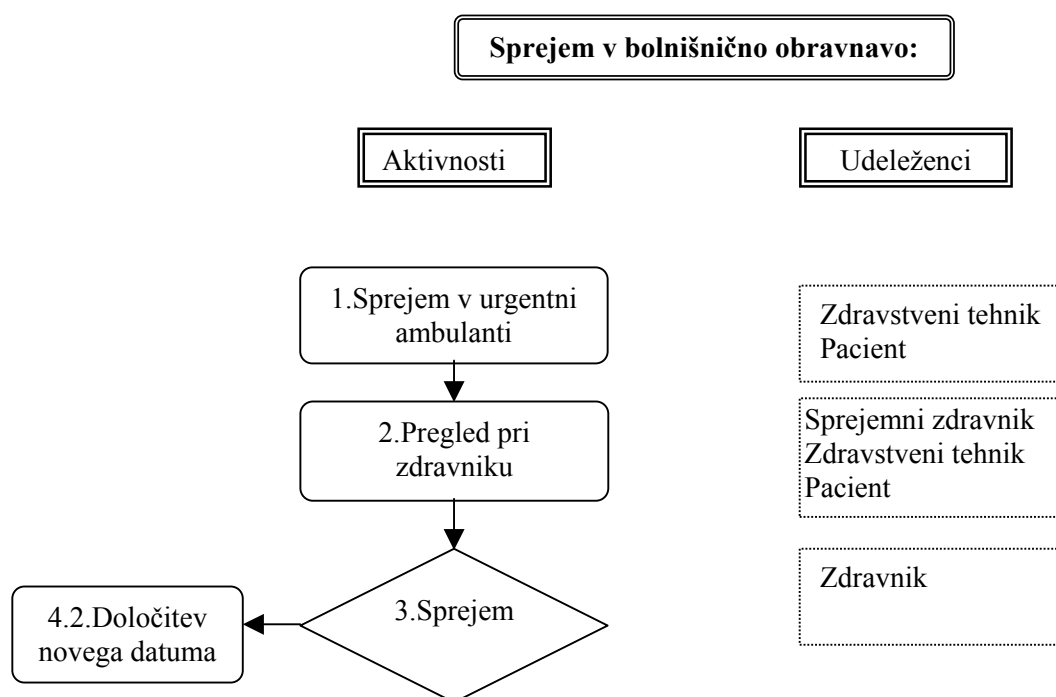 Sprejem v bolnišnično obravnavo:
Aktivnosti
Udeleženci
1.Sprejem v urgentni
ambulanti
Zdravstveni tehnik
Pacient
2.Pregled pri
zdravniku
Sprejemni zdravnik
Zdravstveni tehnik
Pacient
3.Sprejem
Zdravnik
4.2.Določitev
novega datuma